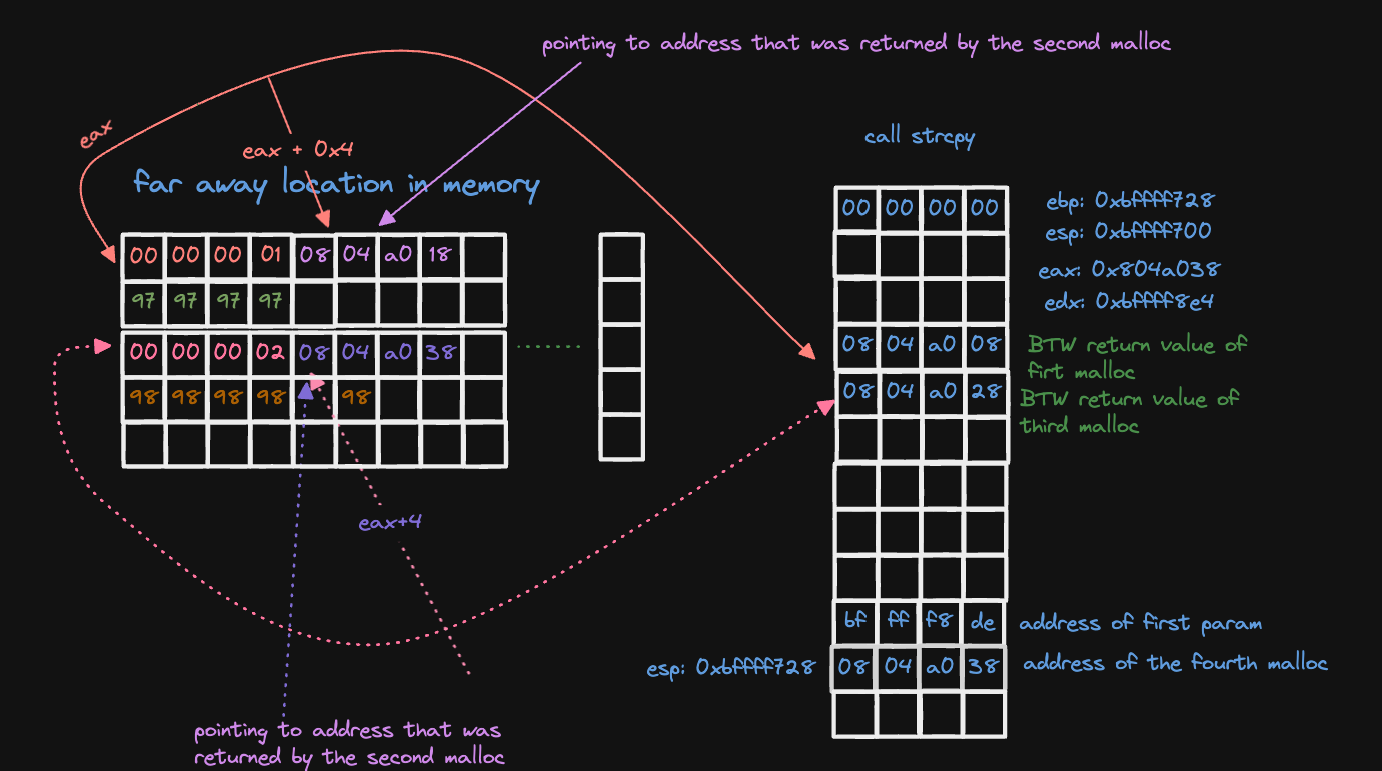 pointing to address that was returned by the second malloc
eax
eax + 0x4
far away location in memory
00 00 00 01 08 04 a0 18
97 97 97 97
00 00 00 02 08 04 a0 38
98 98 98 98 98
eax+4
pointing to address that was
returned by the second malloc
call strcpy
00 00 00 00
ebp: 0xbffff728
esp: 0xbffff700
eax: 0x804a038
edx: 0xbffff8e4
08 04 a0 08
BTW return value of
firt malloc
08 04 a0 28
BTW return value of
third malloc
bf ff f8 de
address of first param
esp: 0xbffff728
08 04 a0 38
address of the fourth malloc